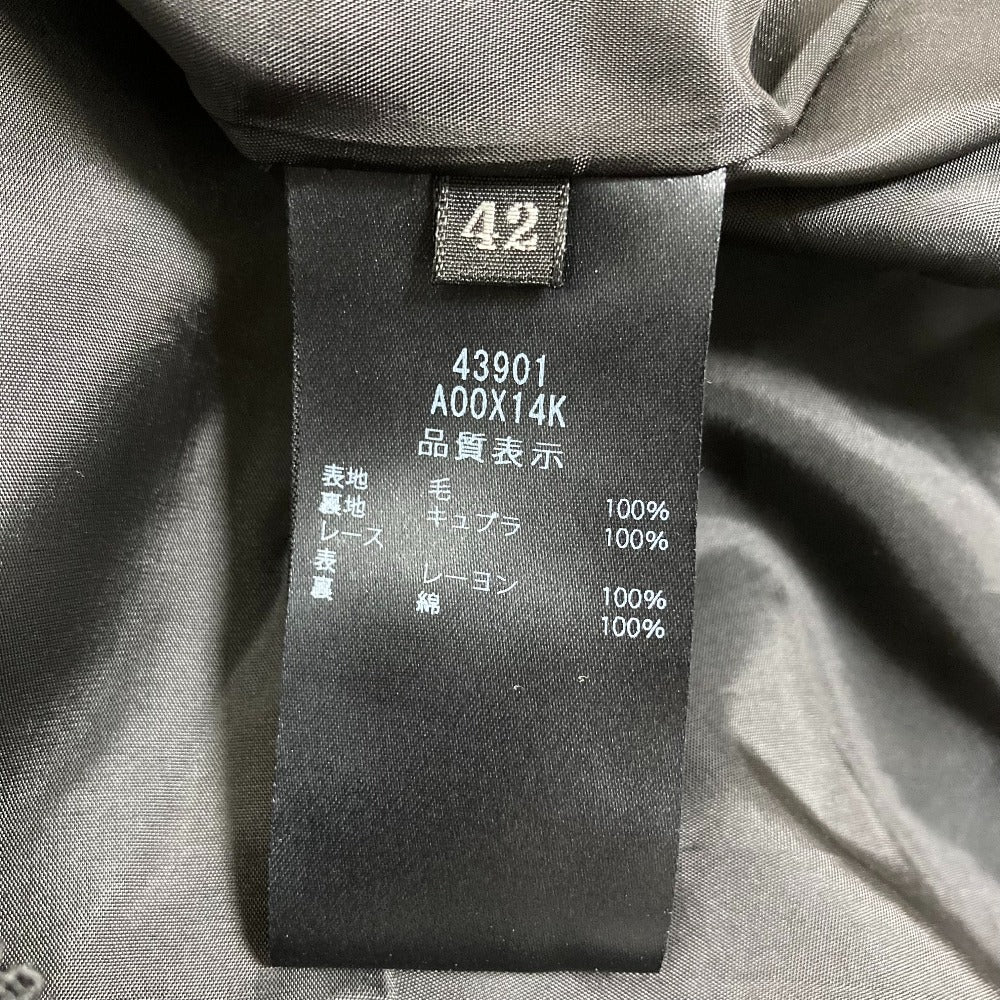 42
43901
A00X14K
品質表示
表地 毛 100%
裏地 キュプラ 100%
レース
表 レーヨン 100%
裏 綿 100%